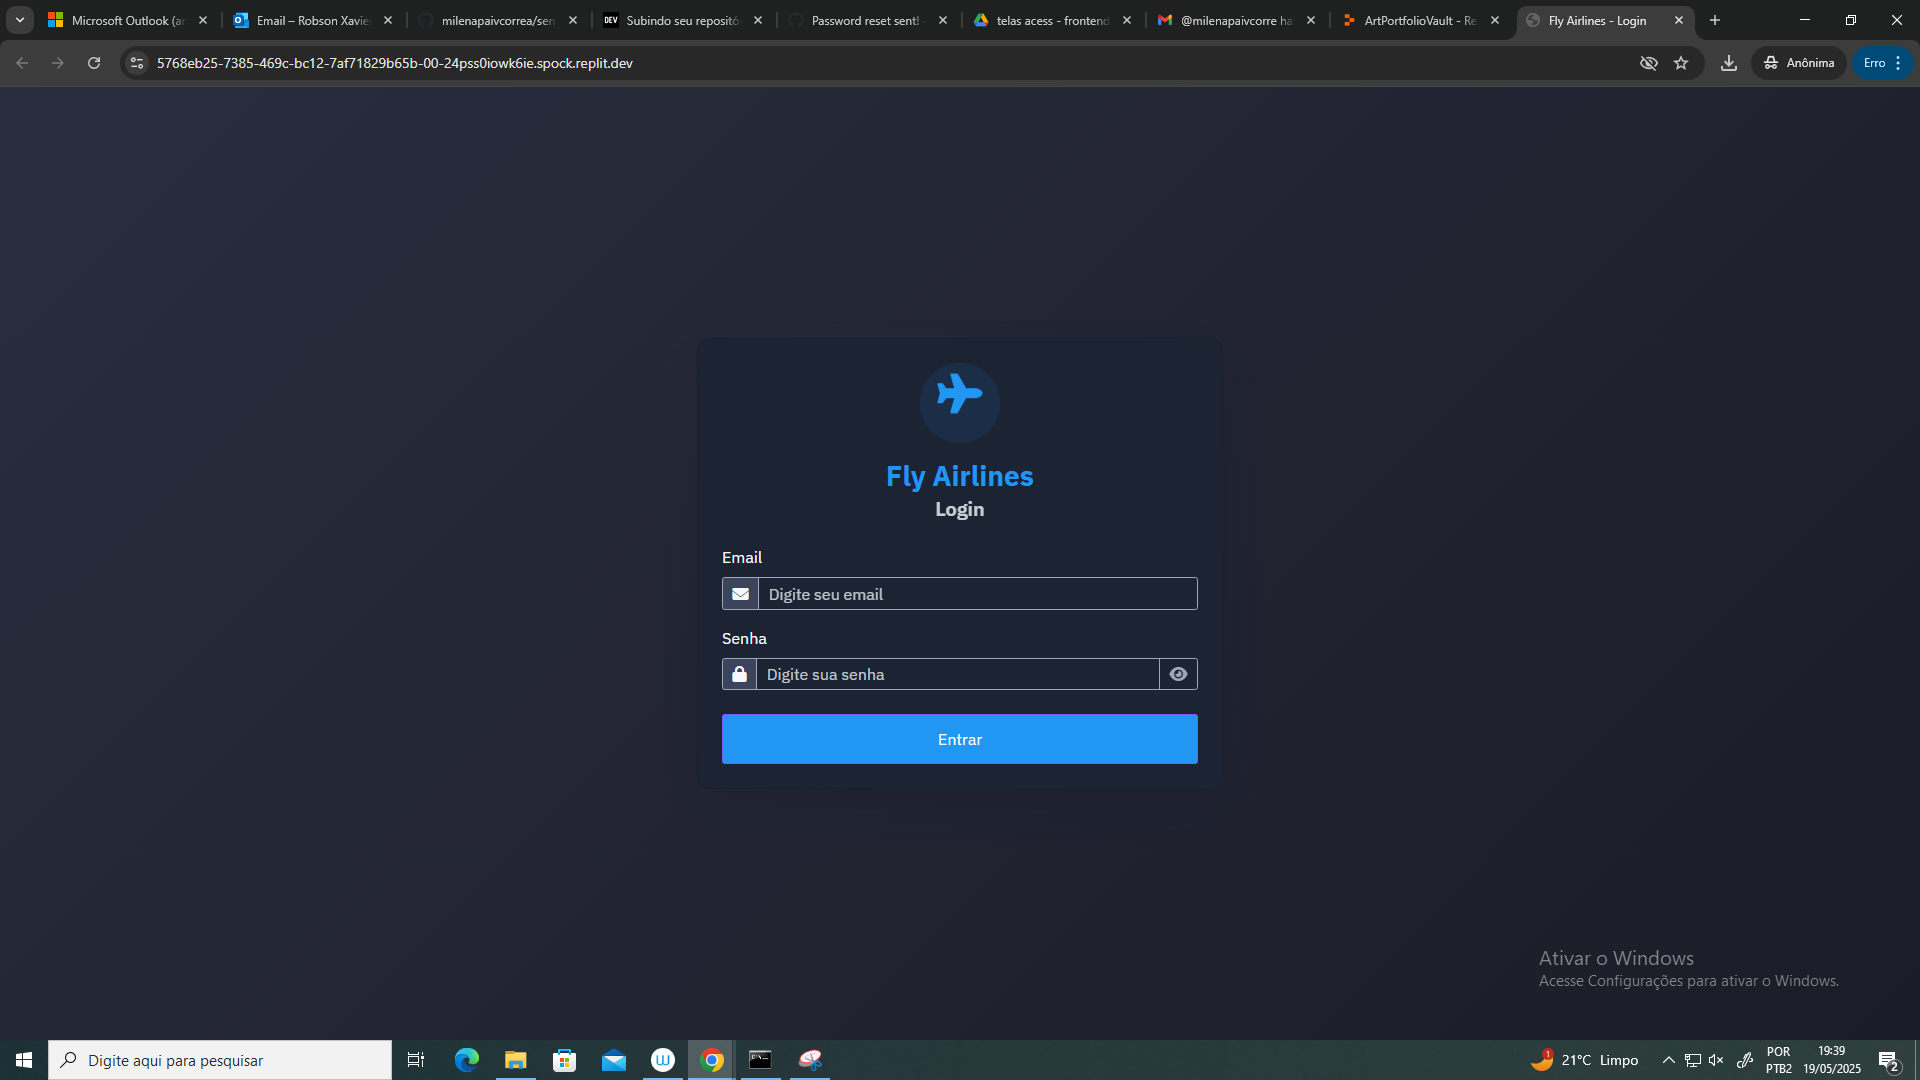 Microsoft Outlook (an
Email – Robson Xavie
milenapaivcorrea/sen
DEV Subindo seu repositó
Password reset sent! ·
telas acess - frontend
@milenapaivcorre ha
ArtPortfolioVault - Re
Fly Airlines - Login
5768eb25-7385-469c-bc12-7af71829b65b-00-24pss0iowk6ie.spock.replit.dev
Anônima
Erro
Fly Airlines
Login
Email
Digite seu email
Senha
Digite sua senha
Entrar
Ativar o Windows
Acesse Configurações para ativar o Windows.
Digite aqui para pesquisar
1
21°C Limpo
POR
PTB2
19:39
19/05/2025
2